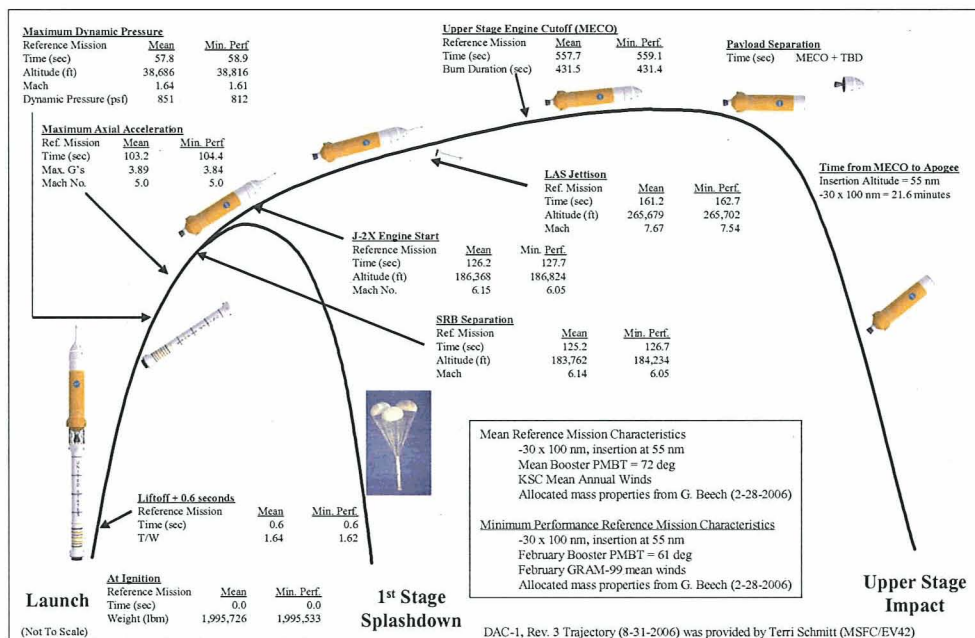 Maximum Dynamic Pressure
Reference Mission Mean Min. Perf
Time (sec) 57.8 58.9
Altitude (ft) 38,686 38,816
Mach 1.64 1.61
Dynamic Pressure (psf) 851 812
Upper Stage Engine Cutoff (MECO)
Reference Mission Mean Min. Perf
Time (sec) 557.7 559.1
Burn Duration (sec) 431.5 431.4
Payload Separation
Time (sec) MECO + TBD
Maximum Axial Acceleration
Ref. Mission Mean Min. Perf
Time (sec) 103.2 104.4
Max. G's 3.89 3.84
Mach No. 5.0 5.0
Time from MECO to Apogee
Insertion Altitude = 55 nm
-30 x 100 nm = 21.6 minutes
LAS Jettison
Ref. Mission Mean Min. Perf
Time (sec) 161.2 162.7
Altitude (ft) 265,679 265,702
Mach 7.67 7.54
J-2X Engine Start
Reference Mission Mean Min. Perf
Time (sec) 126.2 127.7
Altitude (ft) 186,368 186,824
Mach No. 6.15 6.05
SRB Separation
Ref. Mission Mean Min. Perf.
Time (sec) 125.2 126.7
Altitude (ft) 183,762 184,234
Mach 6.14 6.05
Mean Reference Mission Characteristics
-30 x 100 nm, insertion at 55 nm
Mean Booster PMBT = 72 deg
KSC Mean Annual Winds
Allocated mass properties from G. Beech (2-28-2006)
Minimum Performance Reference Mission Characteristics
-30 x 100 nm, insertion at 55 nm
February Booster PMBT = 61 deg
February GRAM-99 mean winds
Allocated mass properties from G. Beech (2-28-2006)
Liftoff + 0.6 seconds
Reference Mission Mean Min. Perf
Time (sec) 0.6 0.6
T/W 1.64 1.62
At Ignition
Reference Mission Mean Min. Perf
Time (sec) 0.0 0.0
Weight (lbm) 1,995,726 1,995,533
Launch
(Not To Scale)
1st Stage
Splashdown
Upper Stage
Impact
DAC-1, Rev. 3 Trajectory (8-31-2006) was provided by Terri Schmitt (MSFC/EV42)